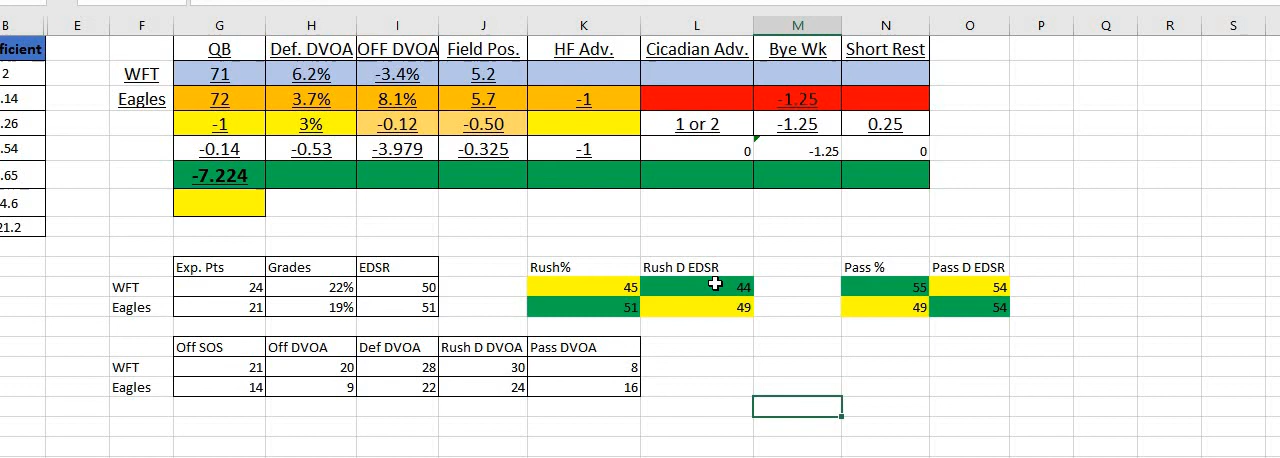 B E F G H I J K L M N O P Q R S
ficient QB Def. DVOA OFF DVOA Field Pos. HF Adv. Cicadian Adv. Bye Wk Short Rest
2 WFT 71 6.2% -3.4% 5.2
.14 Eagles 72 3.7% 8.1% 5.7 -1 -1.25
.26 -1 3% -0.12 -0.50 1 or 2 -1.25 0.25
.54 -0.14 -0.53 -3.979 -0.325 -1 0 -1.25 0
.65 -7.224
4.6
21.2
Exp. Pts Grades EDSR Rush% Rush D EDSR Pass % Pass D EDSR
WFT 24 22% 50 45 44 55 54
Eagles 21 19% 51 51 49 49 54
Off SOS Off DVOA Def DVOA Rush D DVOA Pass DVOA
WFT 21 20 28 30 8
Eagles 14 9 22 24 16